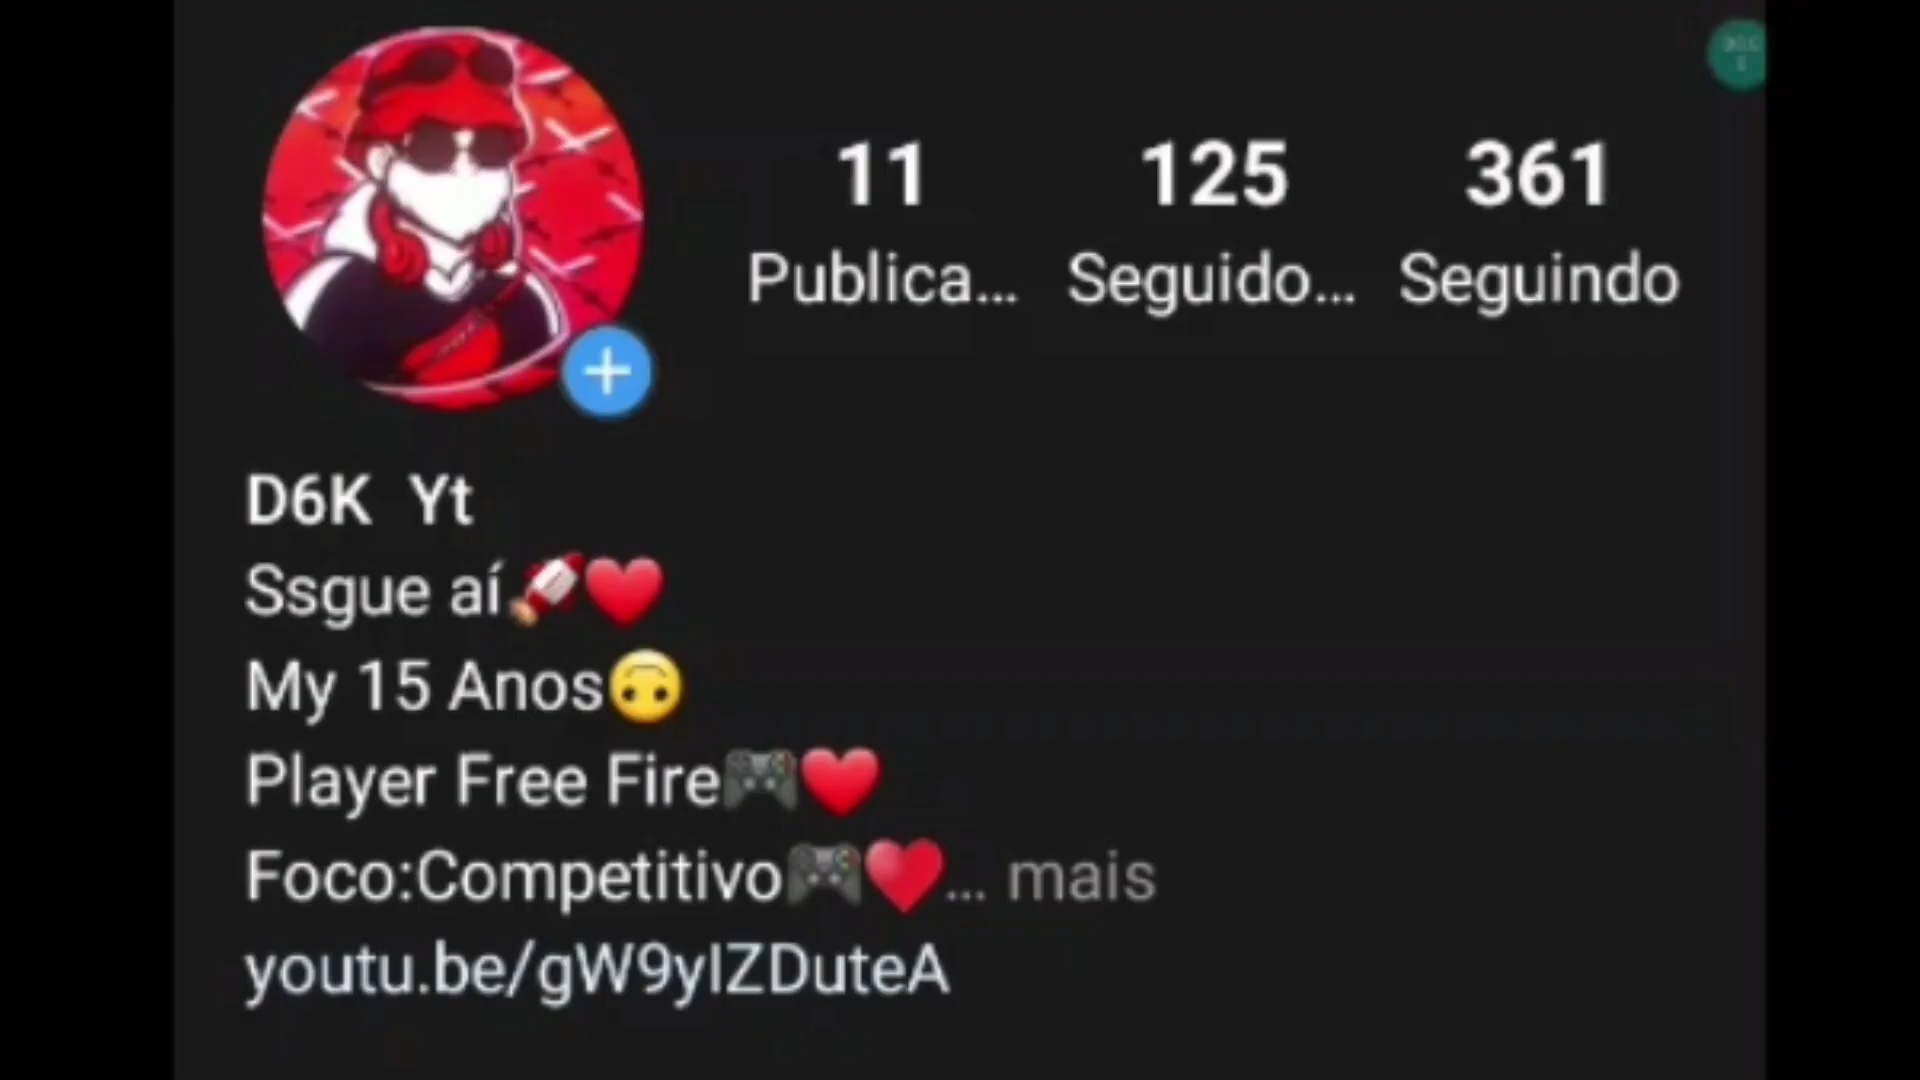 11 125 361
Publica... Seguido... Seguindo
D6K Yt
Ssgue aí🚀❤️
My 15 Anos🙃
Player Free Fire🎮❤️
Foco:Competitivo🎮♥️... mais
youtu.be/gW9yIZDuteA